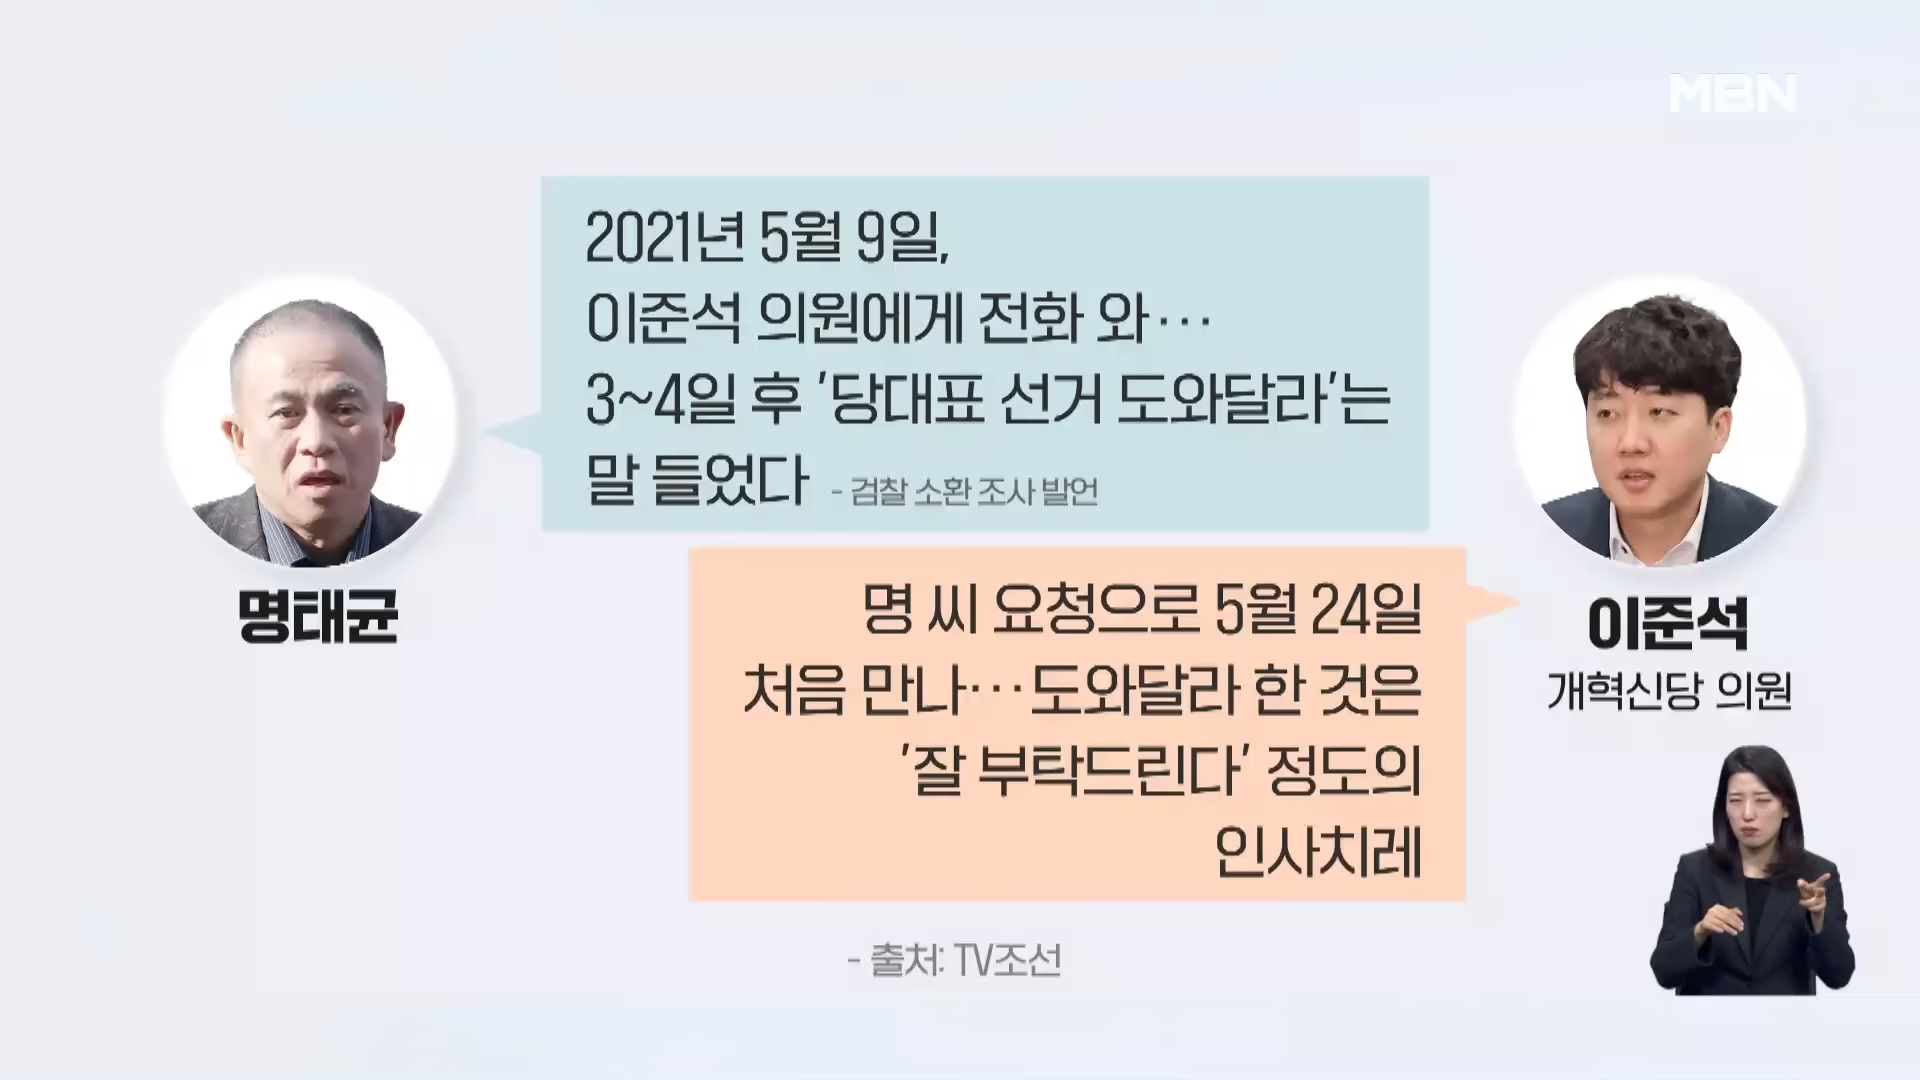 MBN
2021년 5월 9일,
이준석 의원에게 전화 와…
3~4일 후 '당대표 선거 도와달라'는
말 들었다 - 검찰 소환 조사 발언
명태균
명 씨 요청으로 5월 24일
처음 만나…도와달라 한 것은
'잘 부탁드린다' 정도의
인사치레
이준석
개혁신당 의원
- 출처: TV조선